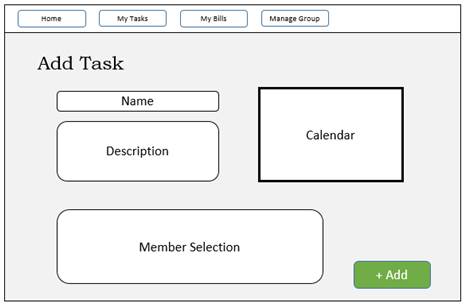 Home
My Tasks
My Bills
Manage Group
Add Task
Name
Description
Calendar
Member Selection
+ Add